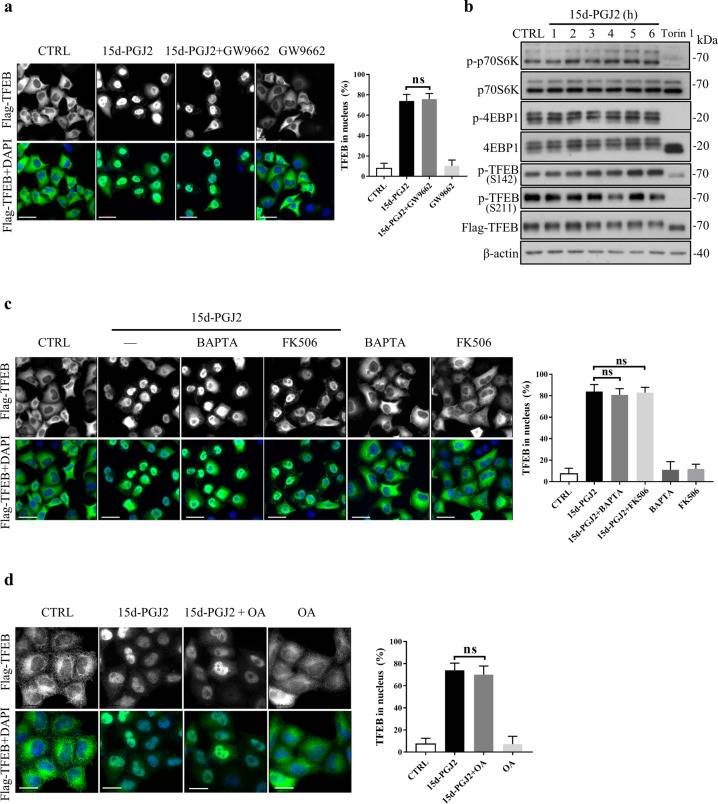 a
CTRL 15d-PGJ2 15d-PGJ2+GW9662 GW9662
Flag-TFEB
Flag-TFEB+DAPI
TFEB in nucleus (%)
100
80
60
40
20
0
ns
CTRL
15d-PGJ2
15d-PGJ2+GW9662
GW9662
b
15d-PGJ2 (h)
CTRL 1 2 3 4 5 6 Torin 1
kDa
p-p70S6K -70
p70S6K -70
p-4EBP1 -20
4EBP1 -20
p-TFEB -70
(S142)
p-TFEB -70
(S211)
Flag-TFEB -70
β-actin -40
c
15d-PGJ2
CTRL — BAPTA FK506 BAPTA FK506
Flag-TFEB
Flag-TFEB+DAPI
TFEB in nucleus (%)
100
80
60
40
20
0
ns
ns
CTRL
15d-PGJ2
15d-PGJ2+BAPTA
15d-PGJ2+FK506
BAPTA
FK506
d
CTRL 15d-PGJ2 15d-PGJ2 + OA OA
Flag-TFEB
Flag-TFEB+DAPI
TFEB in nucleus (%)
100
80
60
40
20
0
ns
CTRL
15d-PGJ2
15d-PGJ2+OA
OA